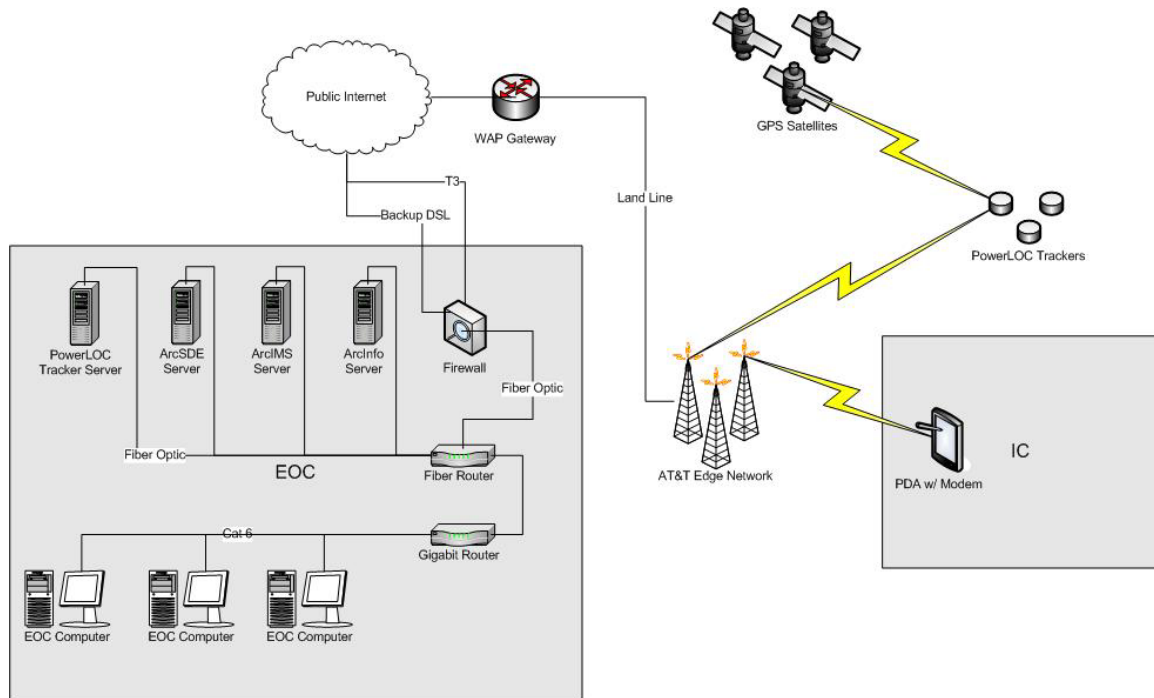 Public Internet
WAP Gateway
GPS Satellites
T3
Backup DSL
Land Line
PowerLOC Trackers
PowerLOC
Tracker Server
ArcSDE
Server
ArcIMS
Server
ArcInfo
Server
Firewall
Fiber Optic
Fiber Optic
EOC
Fiber Router
AT&T Edge Network
PDA w/ Modem
IC
Cat 6
Gigabit Router
EOC Computer
EOC Computer
EOC Computer